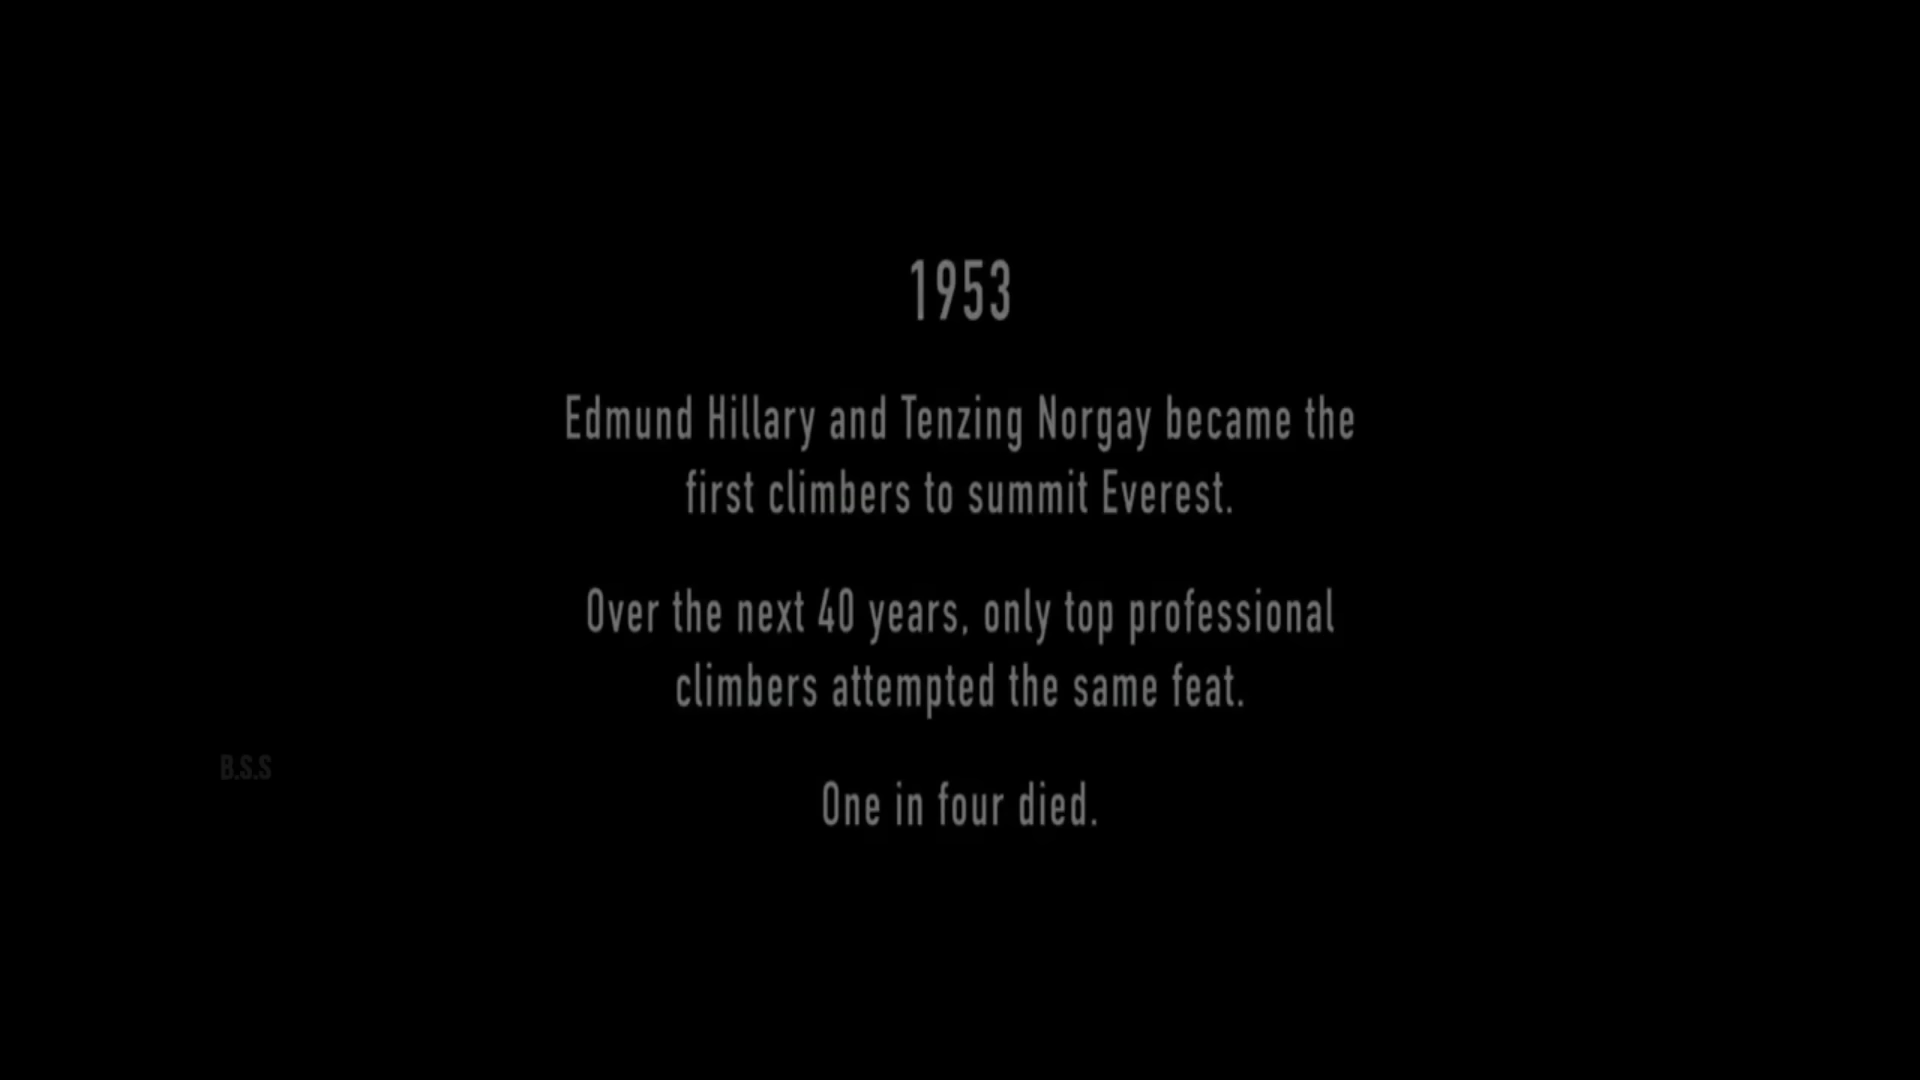 1953
Edmund Hillary and Tenzing Norgay became the
first climbers to summit Everest.
Over the next 40 years, only top professional
climbers attempted the same feat.
B.S.S
One in four died.